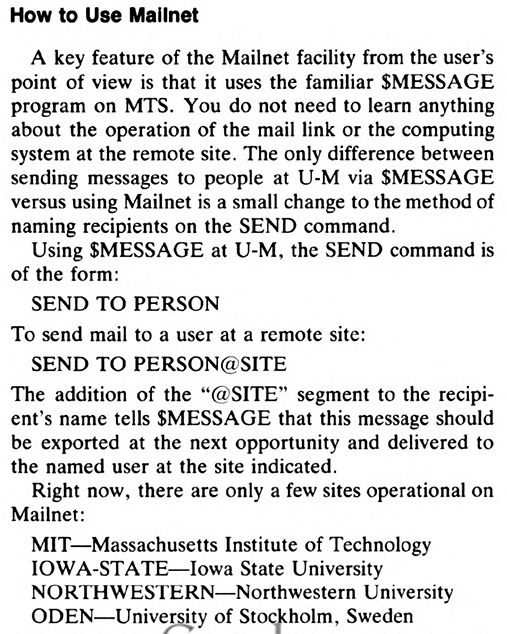 How to Use Mailnet
A key feature of the Mailnet facility from the user's
point of view is that it uses the familiar $MESSAGE
program on MTS. You do not need to learn anything
about the operation of the mail link or the computing
system at the remote site. The only difference between
sending messages to people at U-M via $MESSAGE
versus using Mailnet is a small change to the method of
naming recipients on the SEND command.
Using $MESSAGE at U-M, the SEND command is
of the form:
SEND TO PERSON
To send mail to a user at a remote site:
SEND TO PERSON@SITE
The addition of the “@SITE” segment to the recipi-
ent's name tells $MESSAGE that this message should
be exported at the next opportunity and delivered to
the named user at the site indicated.
Right now, there are only a few sites operational on
Mailnet:
MIT—Massachusetts Institute of Technology
IOWA-STATE—Iowa State University
NORTHWESTERN—Northwestern University
ODEN—University of Stockholm, Sweden